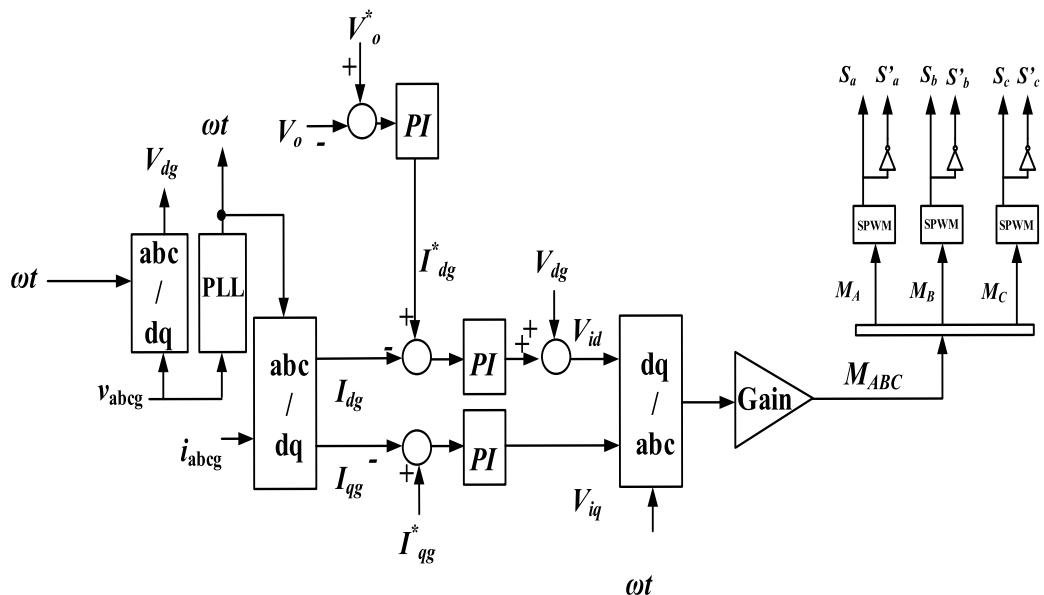 V*o
+
Vo
-
PI
Sa
S'a
Sb
S'b
Sc
S'c
ωt
Vdg
abc
/
dq
PLL
ωt
vabcg
iabcg
SPWM
SPWM
SPWM
MA
MB
MC
I*dg
Vdg
+
-
PI
+
+
Vid
abc
/
dq
Idg
Iqg
-
+
I*qg
PI
dq
/
abc
Viq
ωt
Gain
MABC